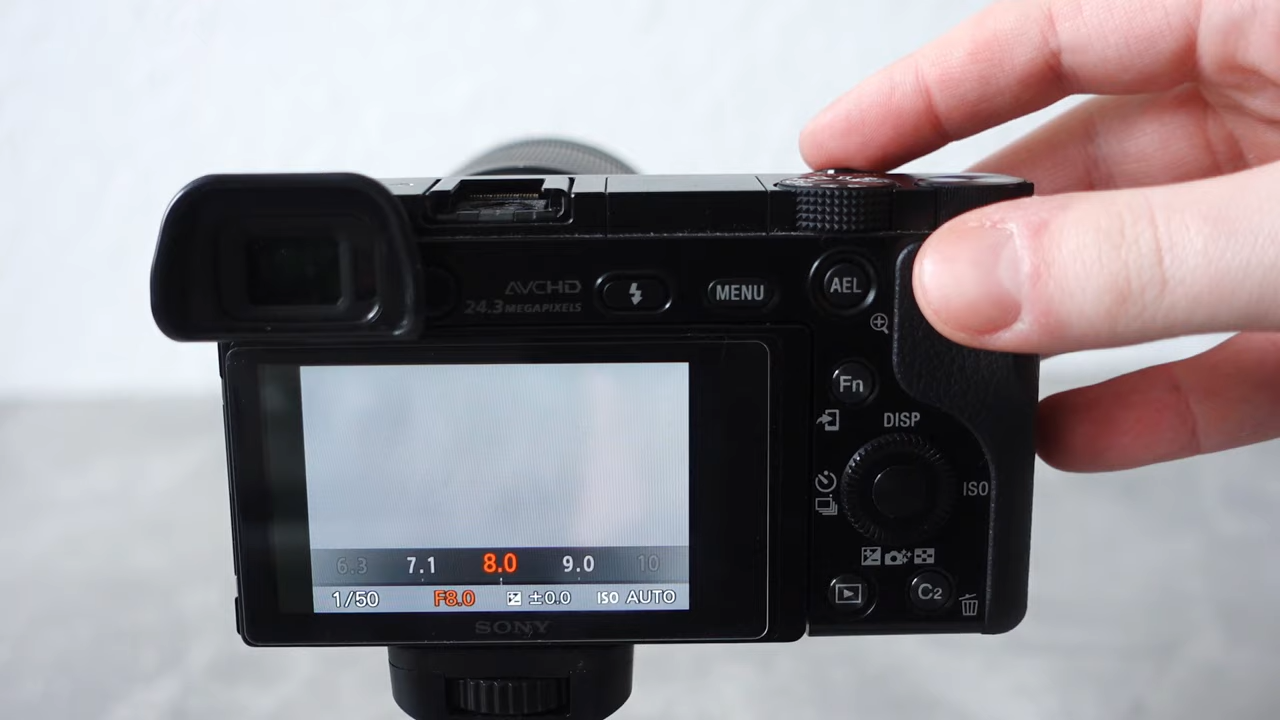 AVCHD
24.3 MEGAPIXELS
MENU
AEL
Fn
DISP
ISO
6.3 7.1 8.0 9.0 10
1/50 F8.0 ±0.0 ISO AUTO
C2
SONY